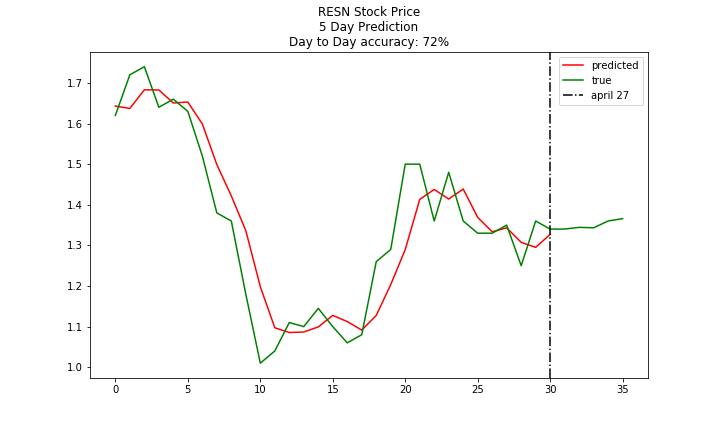 RESN Stock Price
5 Day Prediction
Day to Day accuracy: 72%
predicted
true
april 27
1.7
1.6
1.5
1.4
1.3
1.2
1.1
1.0
0 5 10 15 20 25 30 35